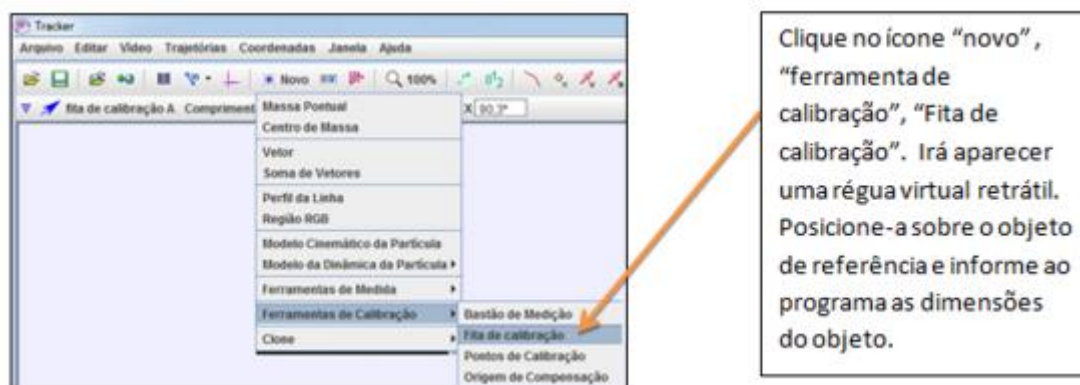 Tracker
Arquivo Editar Video Trajetórias Coordenadas Janela Ajuda
Novo 100%
fita de calibração A Compriment X 90,3°
Massa Pontual
Centro de Massa
Vetor
Soma de Vetores
Perfil da Linha
Região RGB
Modelo Cinemático da Partícula
Modelo da Dinâmica da Partícula
Ferramentas de Medida
Ferramentas de Calibração
Clone
Bastão de Medição
Fita de calibração
Pontos de Calibração
Origem de Compensação
Clique no ícone “novo” ,
“ferramenta de
calibração”, “Fita de
calibração”. Irá aparecer
uma régua virtual retrátil.
Posicione-a sobre o objeto
de referência e informe ao
programa as dimensões
do objeto.